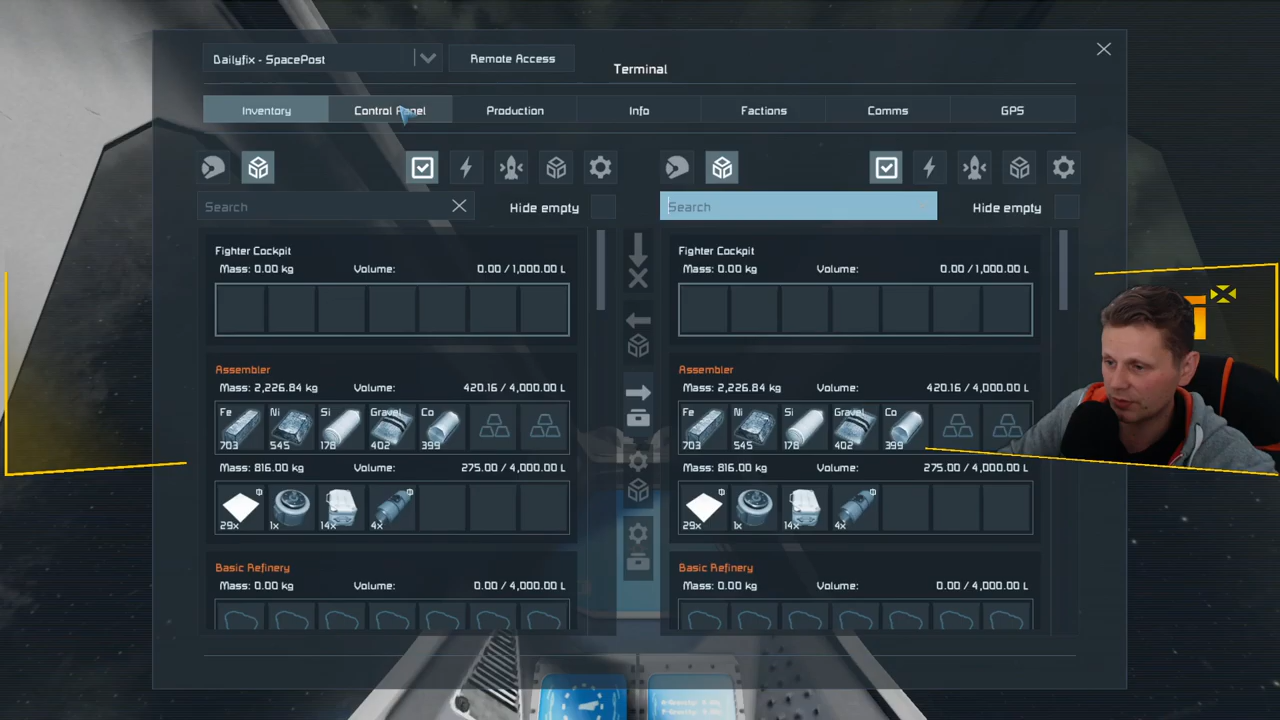 Dailyfix - SpacePost
Remote Access
Terminal
Inventory
Control Panel
Production
Info
Factions
Comms
GPS
Search
Hide empty
Search
Hide empty
Fighter Cockpit
Mass: 0.00 kg Volume: 0.00 / 1,000.00 L
Assembler
Mass: 2,226.84 kg Volume: 420.16 / 4,000.00 L
Fe Ni Si Gravel Co
703 545 178 402 399
Mass: 816.00 kg 275.00 / 4,000.00 L
29x 1x 14x 4x
Basic Refinery
Mass: 0.00 kg Volume: 0.00 / 4,000.00 L
Fighter Cockpit
Mass: 0.00 kg Volume: 0.00 / 1,000.00 L
Assembler
Mass: 2,226.84 kg Volume: 420.16 / 4,000.00 L
Fe Ni Si Gravel Co
703 545 178 402 399
Mass: 816.00 kg 275.00 / 4,000.00 L
29x 1x 14x 4x
Basic Refinery
Mass: 0.00 kg Volume: 0.00 / 4,000.00 L